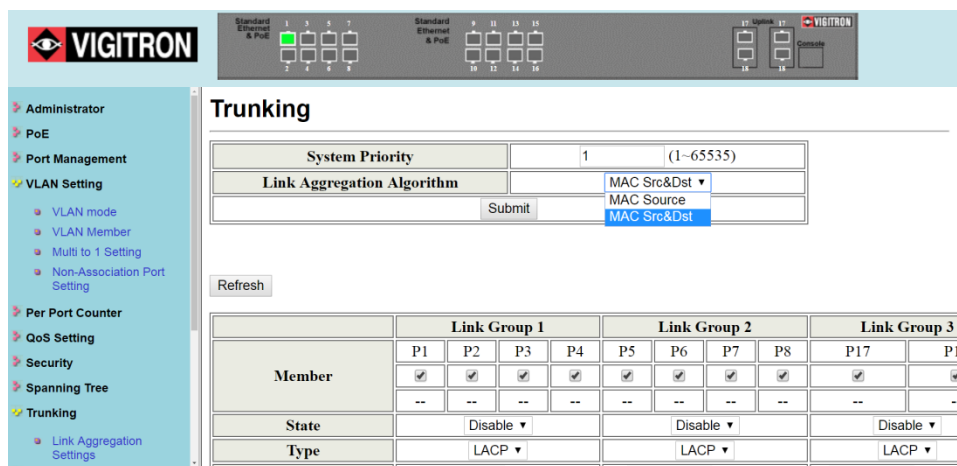 VIGITRON
Standard Ethernet & PoE
1 3 5 7
2 4 6 8
Standard Ethernet & PoE
9 11 13 15
10 12 14 16
17 Uplink 17
18 18
VIGITRON
Console
Administrator
PoE
Port Management
VLAN Setting
VLAN mode
VLAN Member
Multi to 1 Setting
Non-Association Port
Setting
Per Port Counter
QoS Setting
Security
Spanning Tree
Trunking
Link Aggregation
Settings
Trunking
System Priority 1 (1~65535)
Link Aggregation Algorithm MAC Src&Dst
MAC Source
MAC Src&Dst
Submit
Refresh
Link Group 1 Link Group 2 Link Group 3
Member P1 P2 P3 P4 P5 P6 P7 P8 P17
-- -- -- -- -- -- -- -- --
State Disable Disable Disable
Type LACP LACP LACP